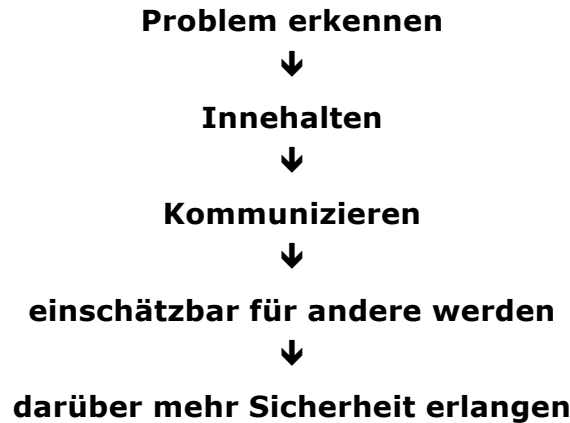 Problem erkennen
↓
Innehalten
↓
Kommunizieren
↓
einschätzbar für andere werden
↓
darüber mehr Sicherheit erlangen